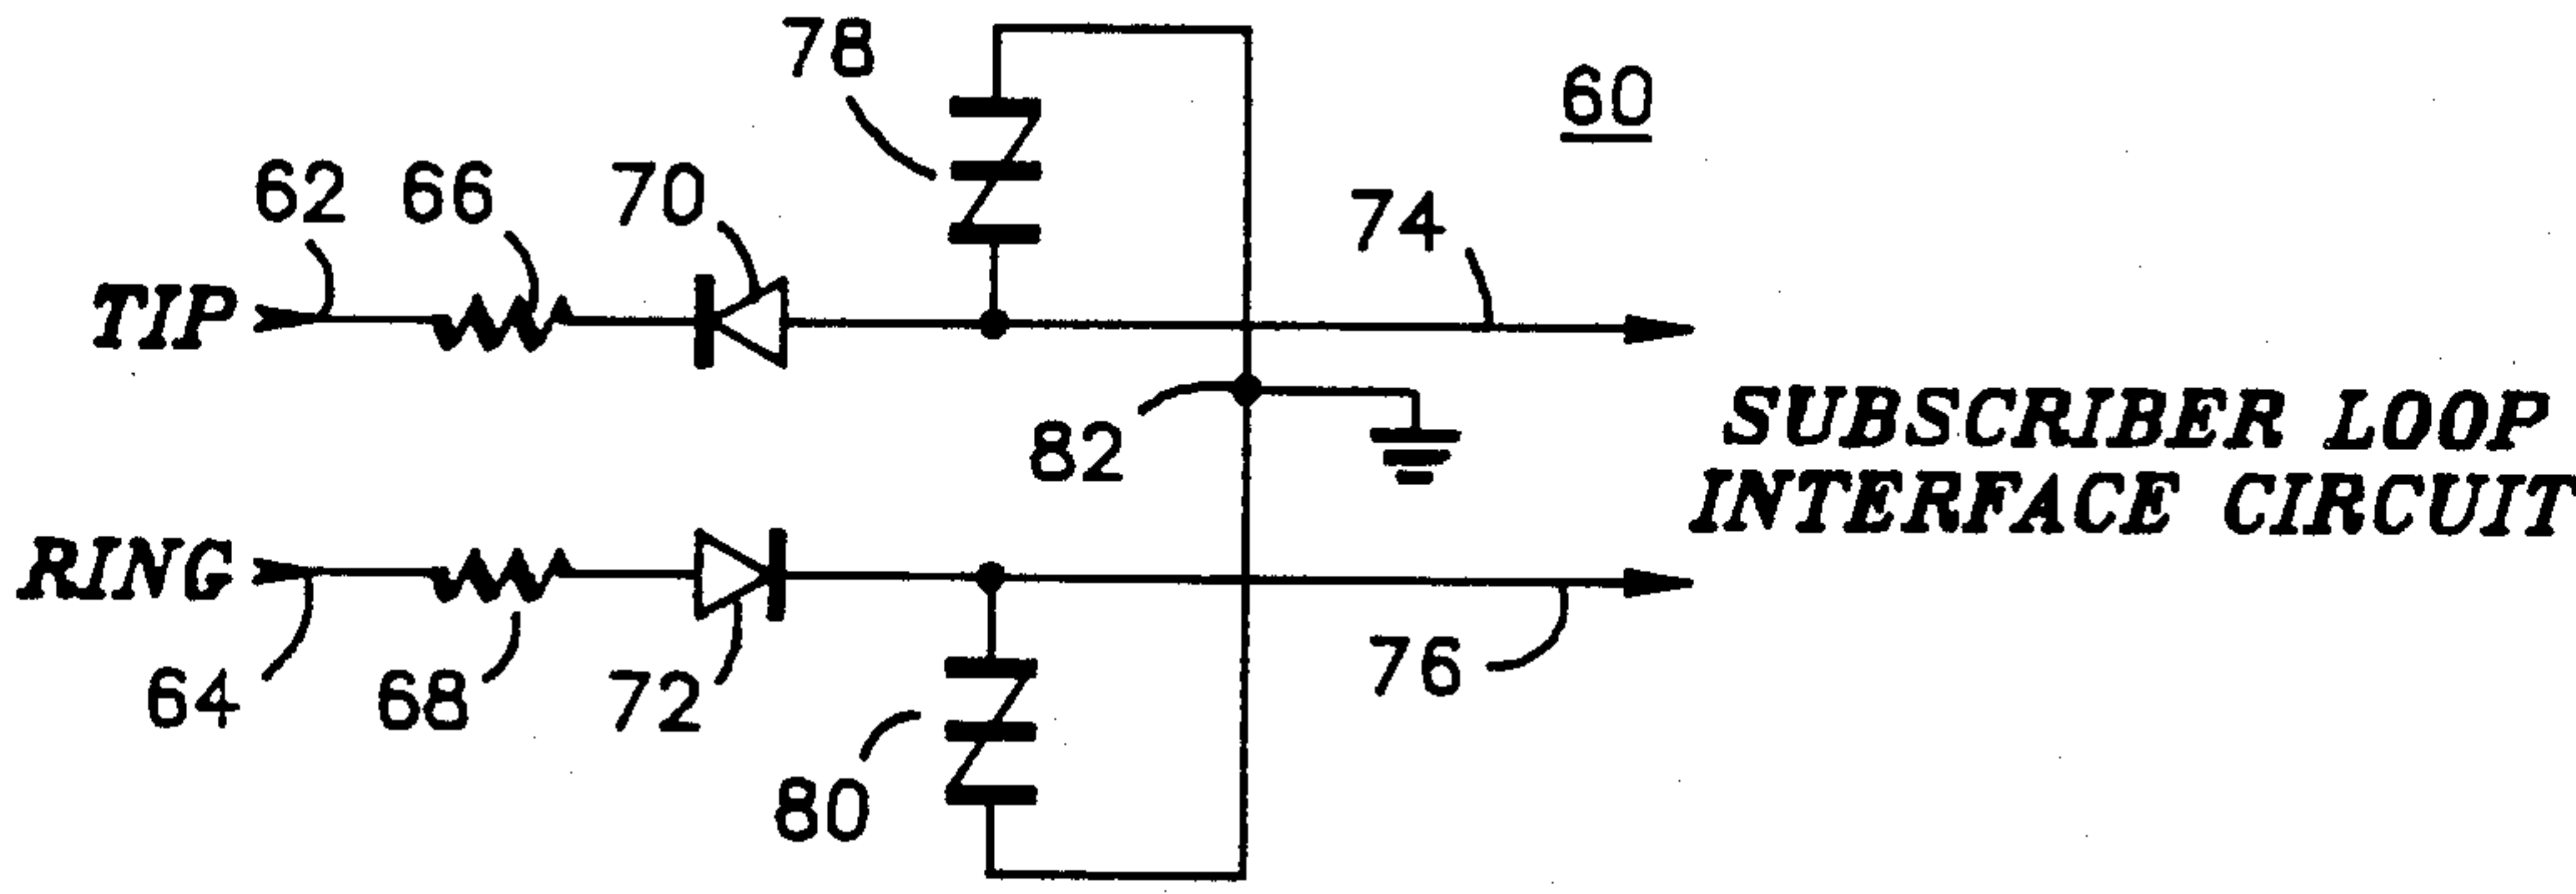 78
60
62 66 70
74
TIP
82
SUBSCRIBER LOOP
INTERFACE CIRCUIT
RING
76
64 68 72
80